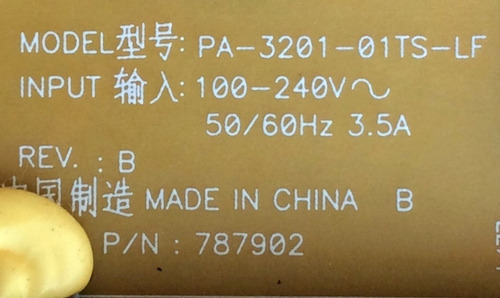 MODEL型号: PA-3201-01TS-LF
INPUT 输入: 100-240V～
50/60Hz 3.5A
REV. : B
中国制造 MADE IN CHINA B
P/N : 787902